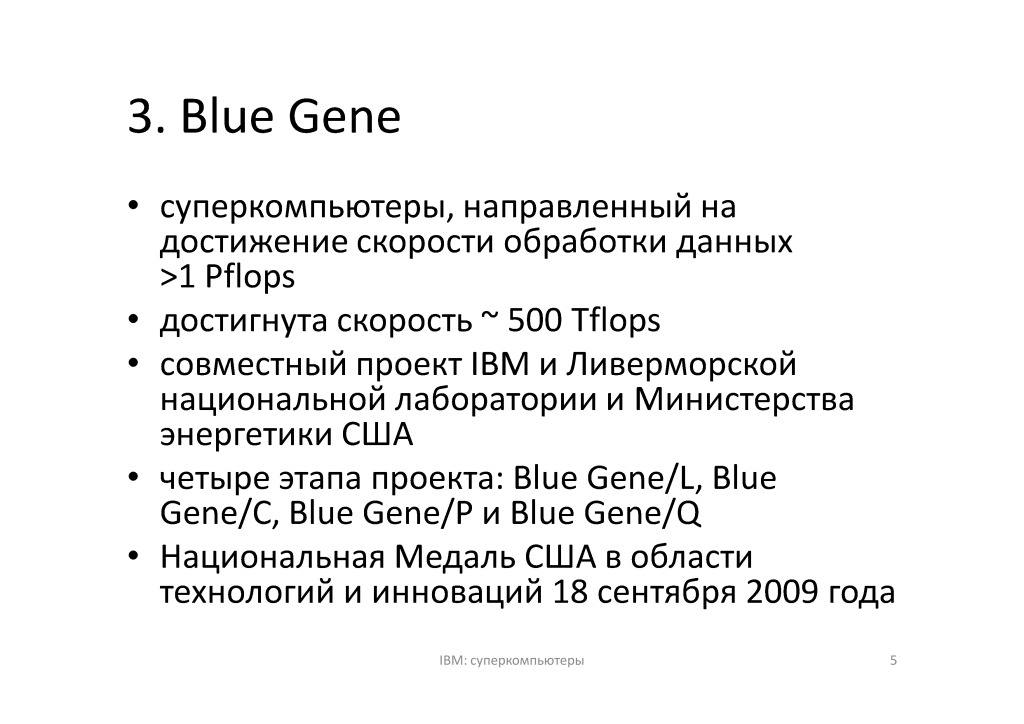 3. Blue Gene
• суперкомпьютеры, направленный на
достижение скорости обработки данных
>1 Pflops
• достигнута скорость ~ 500 Tflops
• совместный проект IBM и Ливерморской
национальной лаборатории и Министерства
энергетики США
• четыре этапа проекта: Blue Gene/L, Blue
Gene/C, Blue Gene/P и Blue Gene/Q
• Национальная Медаль США в области
технологий и инноваций 18 сентября 2009 года
IBM: суперкомпьютеры
5